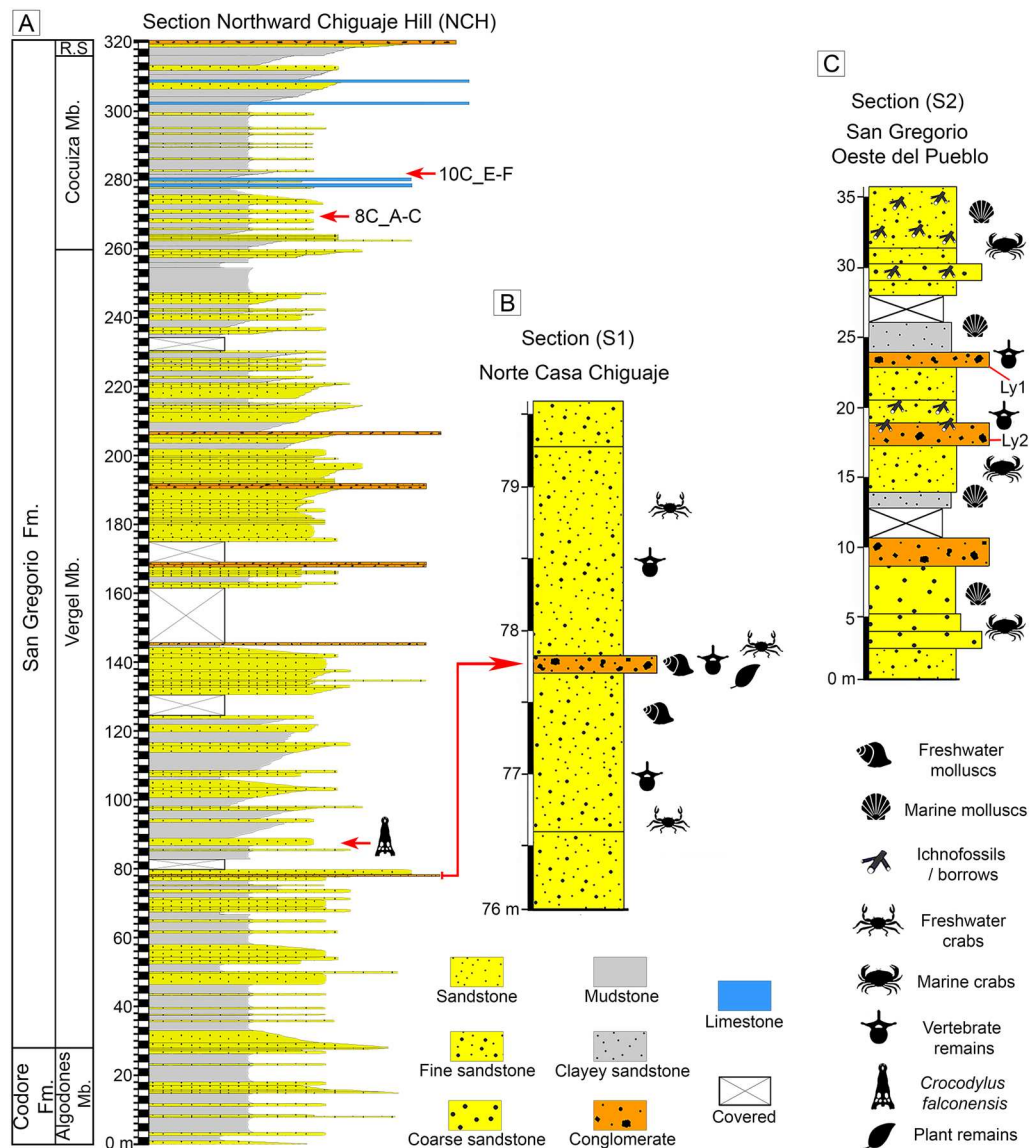 A
Section Northward Chiguaje Hill (NCH)
R.S
Cocuiza Mb.
San Gregorio Fm.
Vergel Mb.
Codore
Fm.
Algodones
Mb.
320
300
280
260
240
220
200
180
160
140
120
100
80
60
40
20
0 m
10C_E-F
8C_A-C
B
Section (S1)
Norte Casa Chiguaje
79
78
77
76 m
C
Section (S2)
San Gregorio
Oeste del Pueblo
35
30
25
20
15
10
5
0 m
Ly1
Ly2
Sandstone
Mudstone
Limestone
Fine sandstone
Clayey sandstone
Covered
Coarse sandstone
Conglomerate
Freshwater
molluscs
Marine molluscs
Ichnofossils
/ borrows
Freshwater
crabs
Marine crabs
Vertebrate
remains
Crocodylus
falconensis
Plant remains